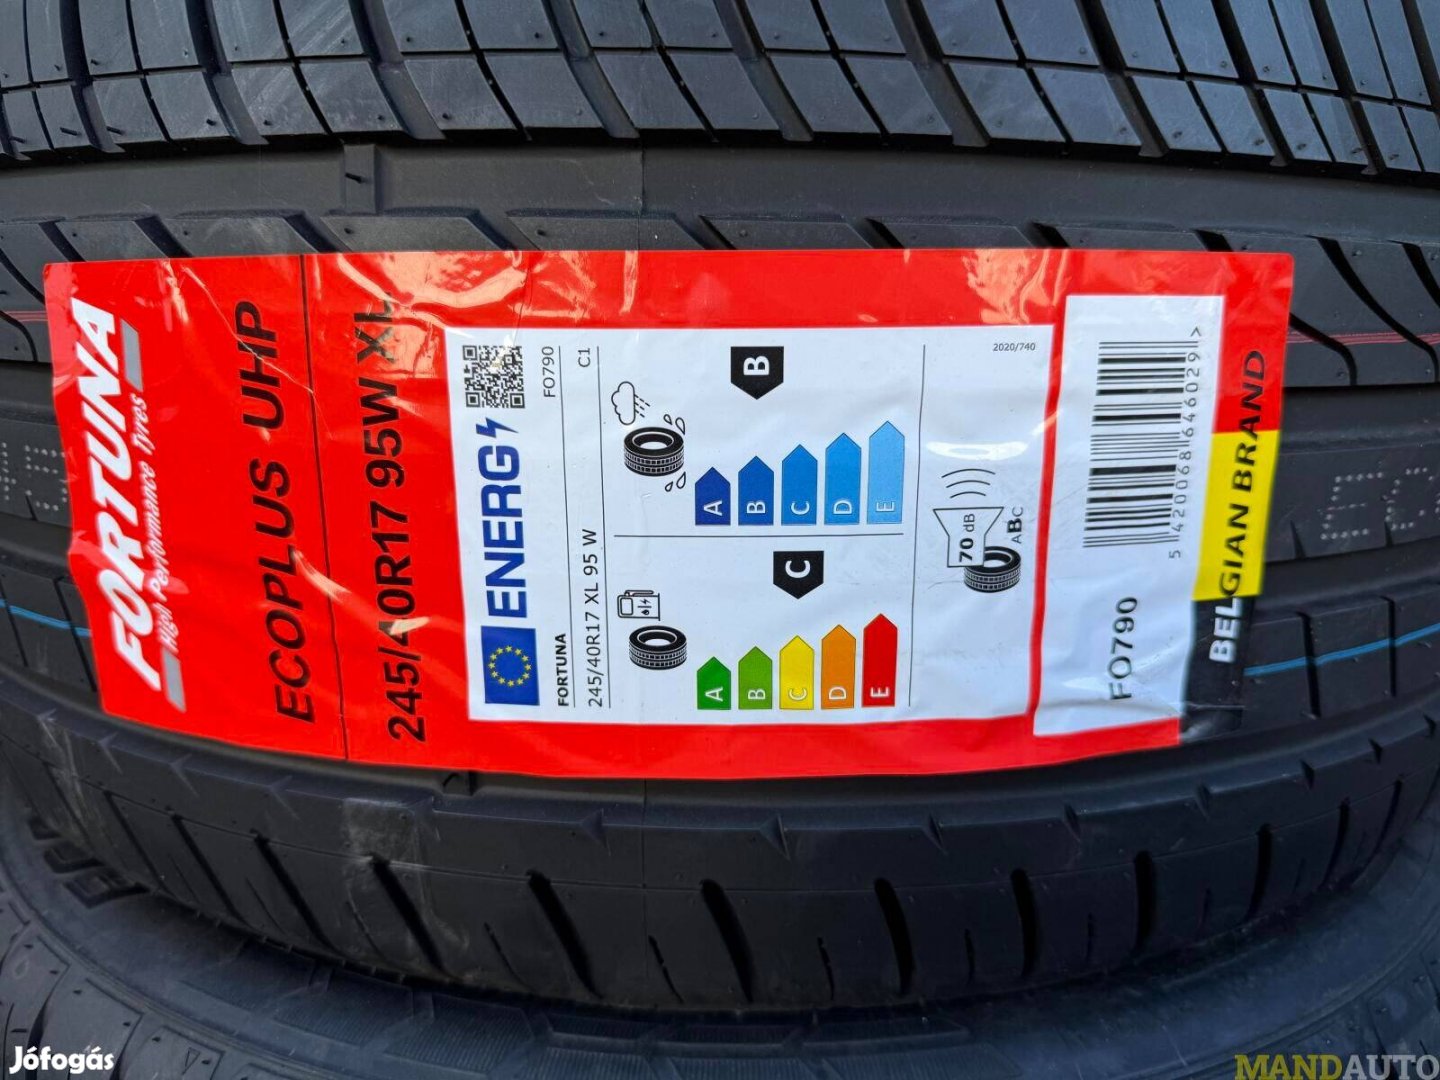 FORTUNA
High Performance Tyres
ECOPLUS UHP
245/40R17 95W XL
ENERG
FO790
FORTUNA
C1
245/40R17 XL 95 W
B
A
B
C
D
E
C
A
B
C
D
E
2020/740
70 dB
ABC
5 420068 646029 >
FO790
BELGIAN BRAND
Jófogás
MANDAUTO